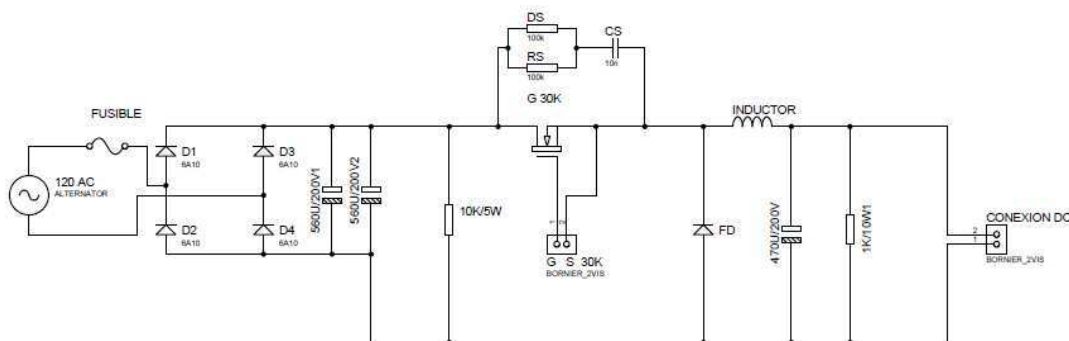 DS
100k
RS
100k
CS
10n
G 30K
FUSIBLE
INDUCTOR
D1
6A10
D3
6A10
120 AC
ALTERNATOR
D2
6A10
D4
6A10
560U/200V1
560U/200V2
10K/5W
1
2
G S 30K
BORNIER_2VIS
FD
470U/200V
1K/10W1
CONEXION DC
2
1
BORNIER_2VIS